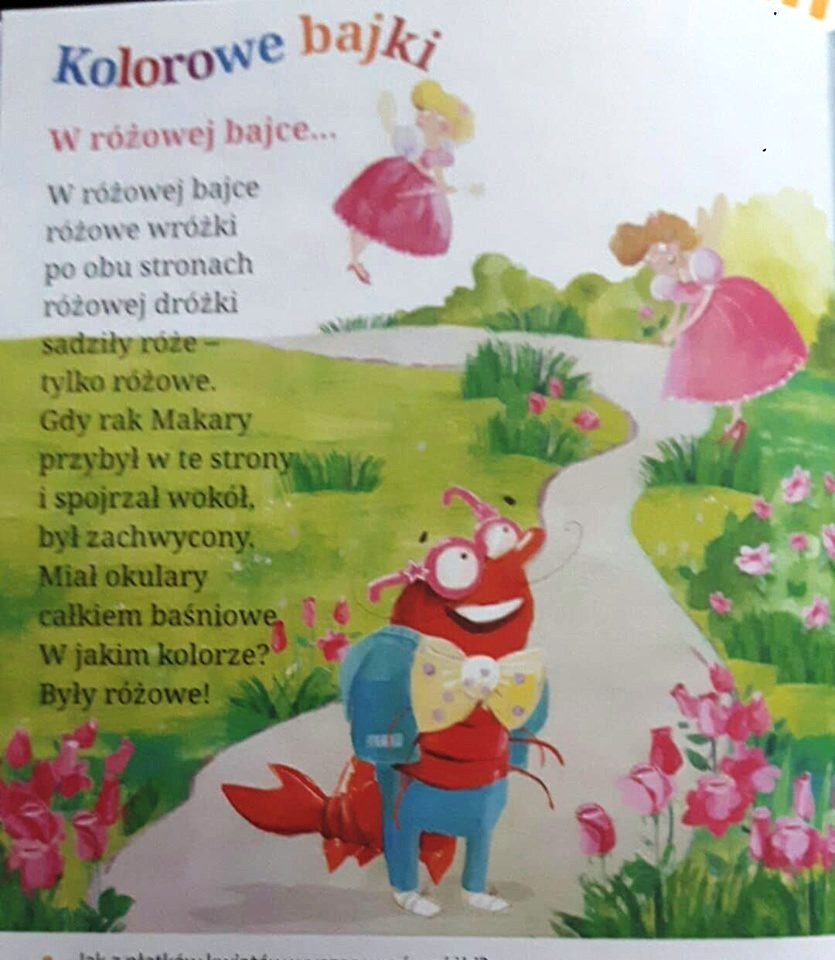 Kolorowe bajki
W różowej bajce...
W różowej bajce
różowe wróżki
po obu stronach
różowej dróżki
sadziły róże –
tylko różowe.
Gdy rak Makary
przybył w te strony
i spojrzał wokół,
był zachwycony.
Miał okulary
całkiem baśniowe.
W jakim kolorze?
Były różowe!